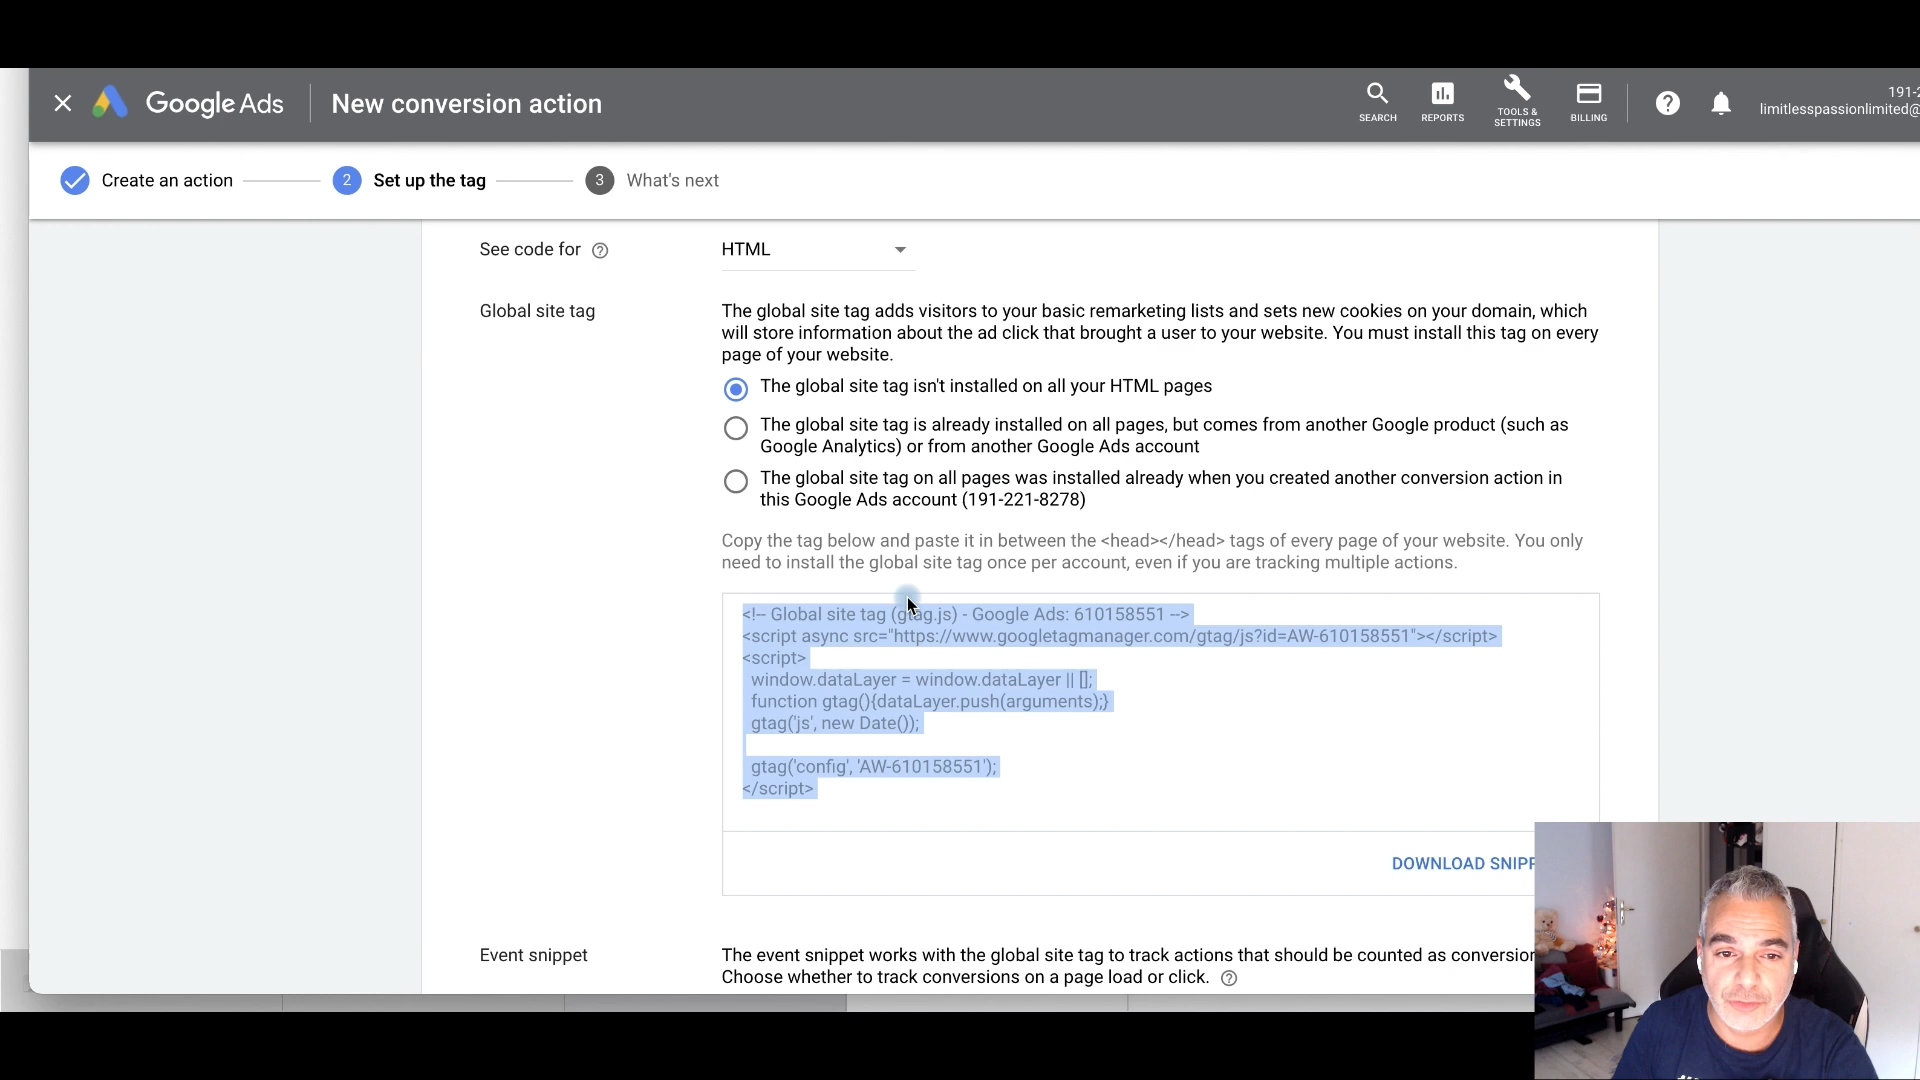 Google Ads
New conversion action
SEARCH
REPORTS
TOOLS &
SETTINGS
BILLING
191-2
limitlesspassionlimited@
Create an action
2
Set up the tag
3
What's next
See code for
HTML
Global site tag
The global site tag adds visitors to your basic remarketing lists and sets new cookies on your domain, which
will store information about the ad click that brought a user to your website. You must install this tag on every
page of your website.
The global site tag isn't installed on all your HTML pages
The global site tag is already installed on all pages, but comes from another Google product (such as
Google Analytics) or from another Google Ads account
The global site tag on all pages was installed already when you created another conversion action in
this Google Ads account (191-221-8278)
Copy the tag below and paste it in between the <head></head> tags of every page of your website. You only
need to install the global site tag once per account, even if you are tracking multiple actions.
<!-- Global site tag (gtag.js) - Google Ads: 610158551 -->
<script async src="https://www.googletagmanager.com/gtag/js?id=AW-610158551"></script>
<script>
window.dataLayer = window.dataLayer || [];
function gtag(){dataLayer.push(arguments);}
gtag('js', new Date());
gtag('config', 'AW-610158551');
</script>
DOWNLOAD SNIPP
Event snippet
The event snippet works with the global site tag to track actions that should be counted as conversion
Choose whether to track conversions on a page load or click.